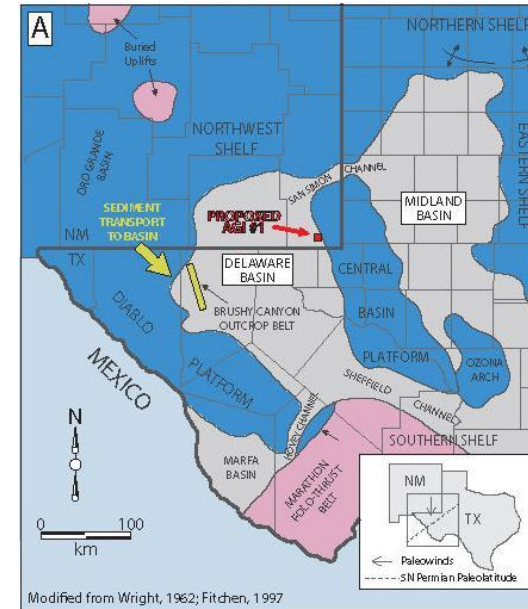 A
Buried
Uplifts
NORTHERN SHELF
EASTERN SHELF
NORTHWEST
SHELF
ORO GRANDE
BASIN
SAN SIMON
CHANNEL
MIDLAND
BASIN
SEDIMENT
TRANSPORT
TO BASIN
PROPOSED
AGI #1
NM
TX
DELAWARE
BASIN
CENTRAL
BASIN
PLATFORM
BRUSHY CANYON
OUTCROP BELT
DIABLO
PLATFORM
OZONA
ARCH
SHEFFIELD
CHANNEL
MEXICO
HOVEY CHANNEL
SOUTHERN SHELF
MARFA
BASIN
MARATHON
FOLD-THRUST
BELT
N
0 100
km
NM
TX
Paleowinds
5N Permian Paleolatitude
Modified from Wright, 1962; Fitchen, 1997